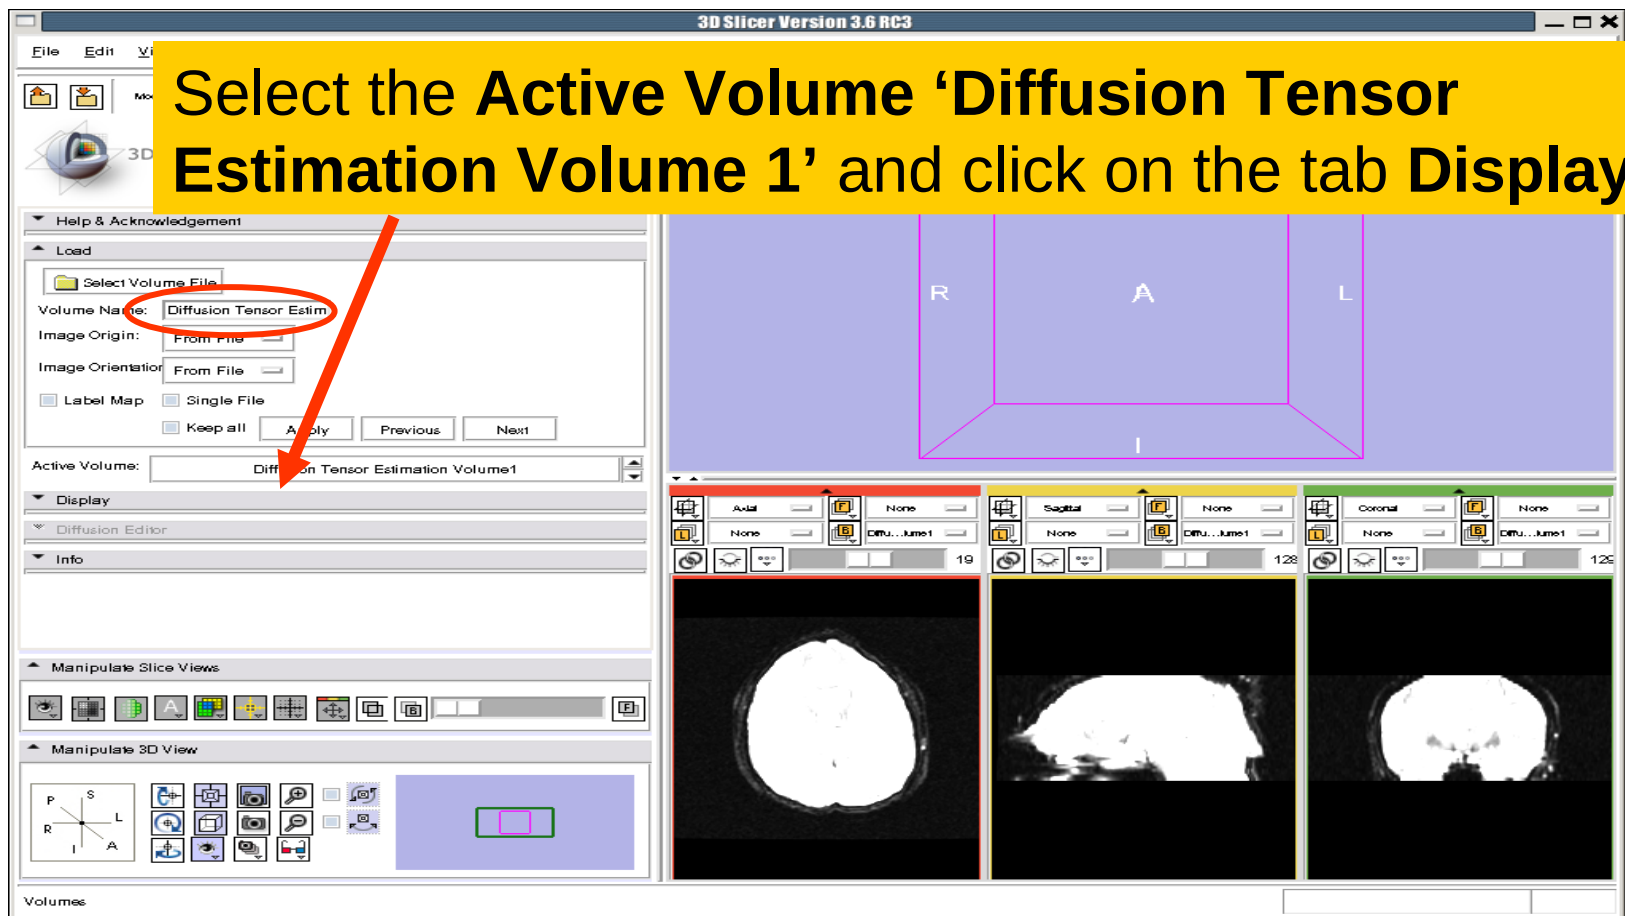 3D Slicer Version 3.6 RC3
File Edit Vi
Select the Active Volume ‘Diffusion Tensor
Estimation Volume 1’ and click on the tab Display
Mo
3D
Help & Acknowledgement
Load
Select Volume File
Volume Name: Diffusion Tensor Estim
Image Origin: From File
Image Orientation From File
Label Map Single File
Keep all Apply Previous Next
Active Volume: Diffusion Tensor Estimation Volume1
Display
Diffusion Editor
Info
R A L
I
Axial F None
L None B Diffu...lume1
19
Sagittal F None
L None B Diffu...lume1
128
Coronal F None
L None B Diffu...lume1
129
Manipulate Slice Views
A B F
Manipulate 3D View
P S
R L
I A
Volumes